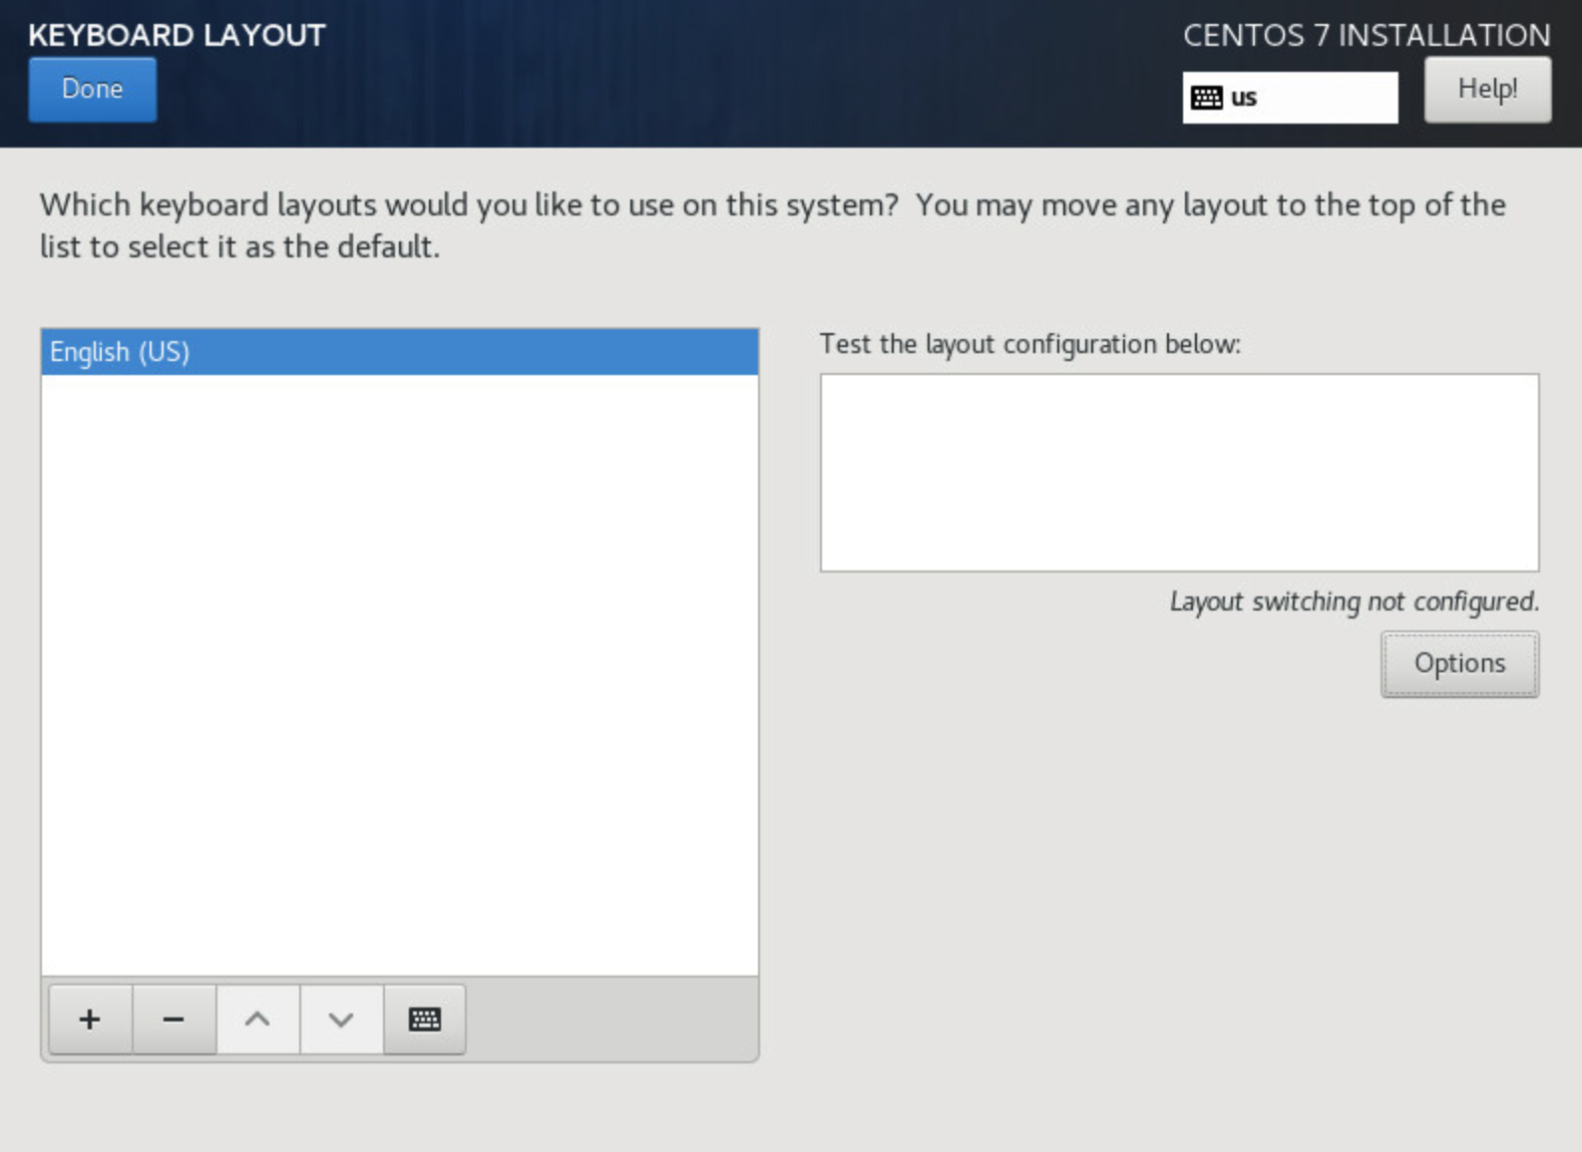 KEYBOARD LAYOUT
CENTOS 7 INSTALLATION
Done
us
Help!
Which keyboard layouts would you like to use on this system?  You may move any layout to the top of the
list to select it as the default.
English (US)
Test the layout configuration below:
Layout switching not configured.
Options